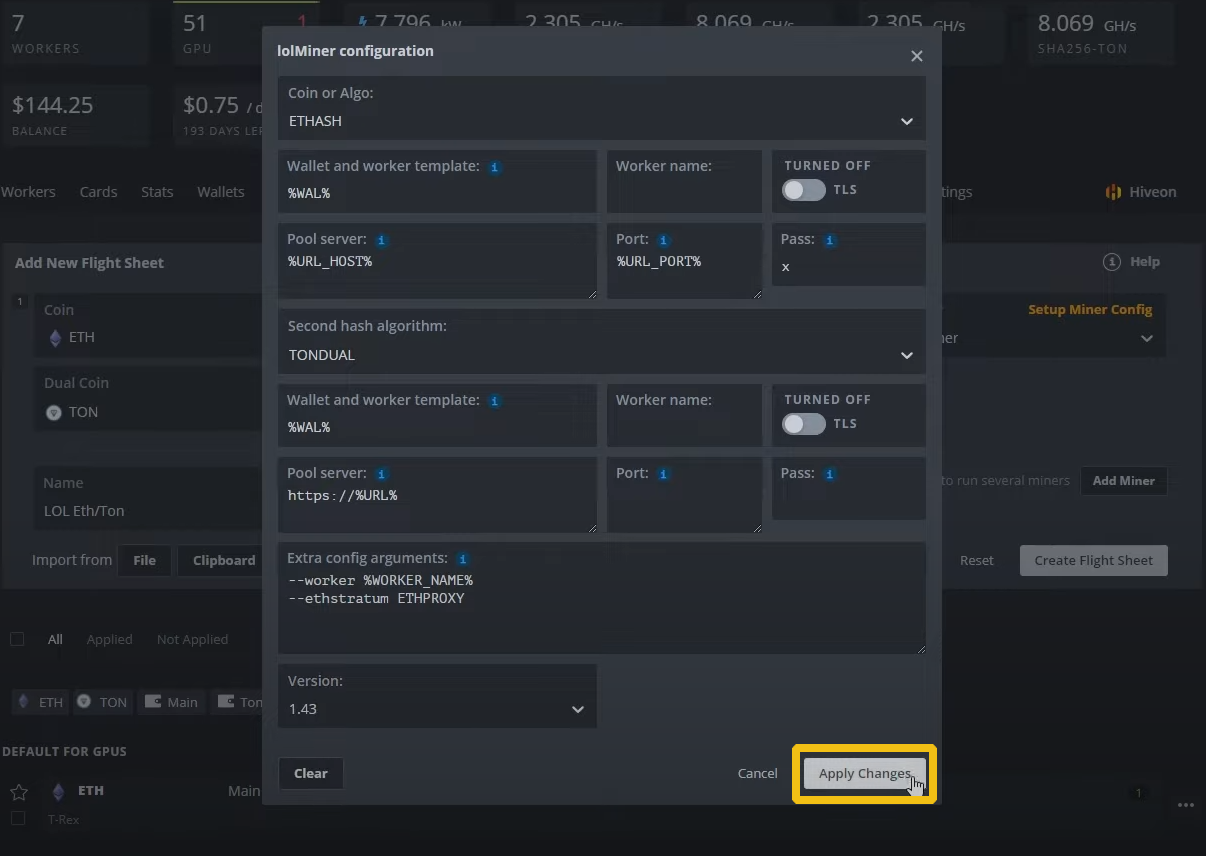 7
WORKERS
51
1
GPU
7,796 kW
2.305 GH/s
8.069 GH/s
2.305 GH/s
8.069 GH/s
SHA256-TON
$144.25
BALANCE
$0.75 / d
193 DAYS LEF
Workers
Cards
Stats
Wallets
tings
Hiveon
Add New Flight Sheet
Help
1
Coin
ETH
Dual Coin
TON
Name
LOL Eth/Ton
Import from
File
Clipboard
Setup Miner Config
ner
to run several miners
Add Miner
Reset
Create Flight Sheet
All
Applied
Not Applied
ETH
TON
Main
Ton
DEFAULT FOR GPUS
ETH
Main
1
T-Rex
lolMiner configuration
Coin or Algo:
ETHASH
Wallet and worker template:
%WAL%
Worker name:
TURNED OFF
TLS
Pool server:
%URL_HOST%
Port:
%URL_PORT%
Pass:
x
Second hash algorithm:
TONDUAL
Wallet and worker template:
%WAL%
Worker name:
TURNED OFF
TLS
Pool server:
https://%URL%
Port:
Pass:
Extra config arguments:
--worker %WORKER_NAME%
--ethstratum ETHPROXY
Version:
1.43
Clear
Cancel
Apply Changes